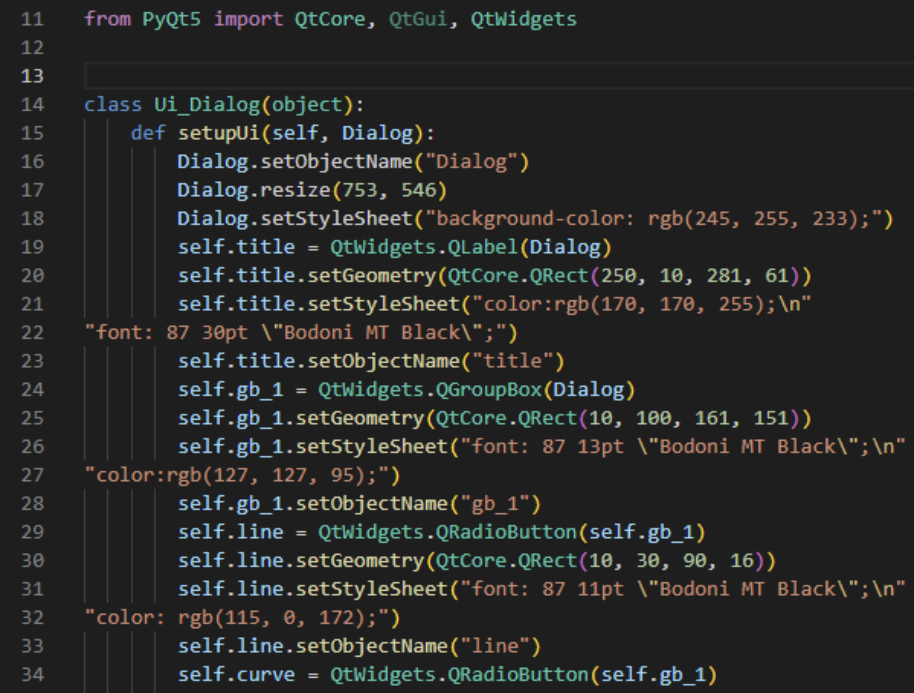 11 from PyQt5 import QtCore, QtGui, QtWidgets
12
13
14 class Ui_Dialog(object):
15     def setupUi(self, Dialog):
16         Dialog.setObjectName("Dialog")
17         Dialog.resize(753, 546)
18         Dialog.setStyleSheet("background-color: rgb(245, 255, 233);")
19         self.title = QtWidgets.QLabel(Dialog)
20         self.title.setGeometry(QtCore.QRect(250, 10, 281, 61))
21         self.title.setStyleSheet("color:rgb(170, 170, 255);\n"
22 "font: 87 30pt \"Bodoni MT Black\";")
23         self.title.setObjectName("title")
24         self.gb_1 = QtWidgets.QGroupBox(Dialog)
25         self.gb_1.setGeometry(QtCore.QRect(10, 100, 161, 151))
26         self.gb_1.setStyleSheet("font: 87 13pt \"Bodoni MT Black\";\n"
27 "color:rgb(127, 127, 95);")
28         self.gb_1.setObjectName("gb_1")
29         self.line = QtWidgets.QRadioButton(self.gb_1)
30         self.line.setGeometry(QtCore.QRect(10, 30, 90, 16))
31         self.line.setStyleSheet("font: 87 11pt \"Bodoni MT Black\";\n"
32 "color: rgb(115, 0, 172);")
33         self.line.setObjectName("line")
34         self.curve = QtWidgets.QRadioButton(self.gb_1)